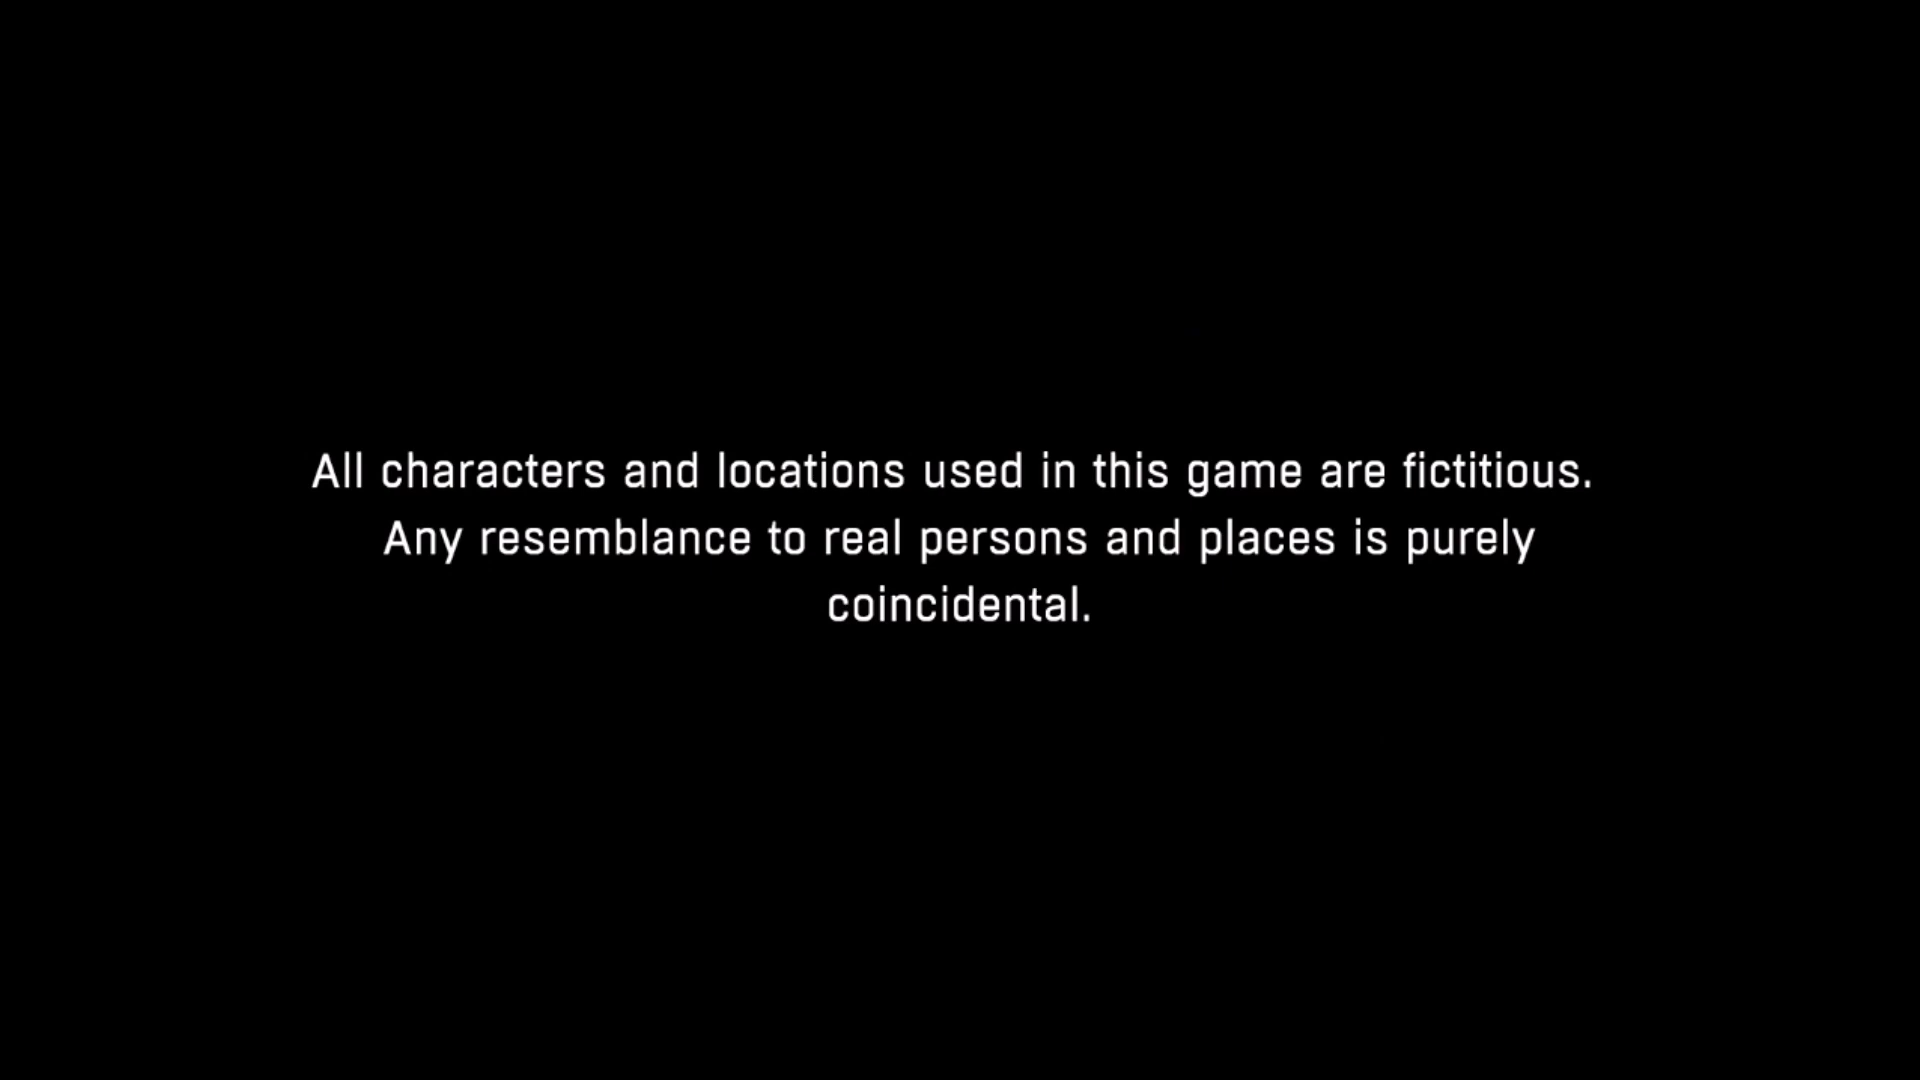 All characters and locations used in this game are fictitious.
Any resemblance to real persons and places is purely
coincidental.